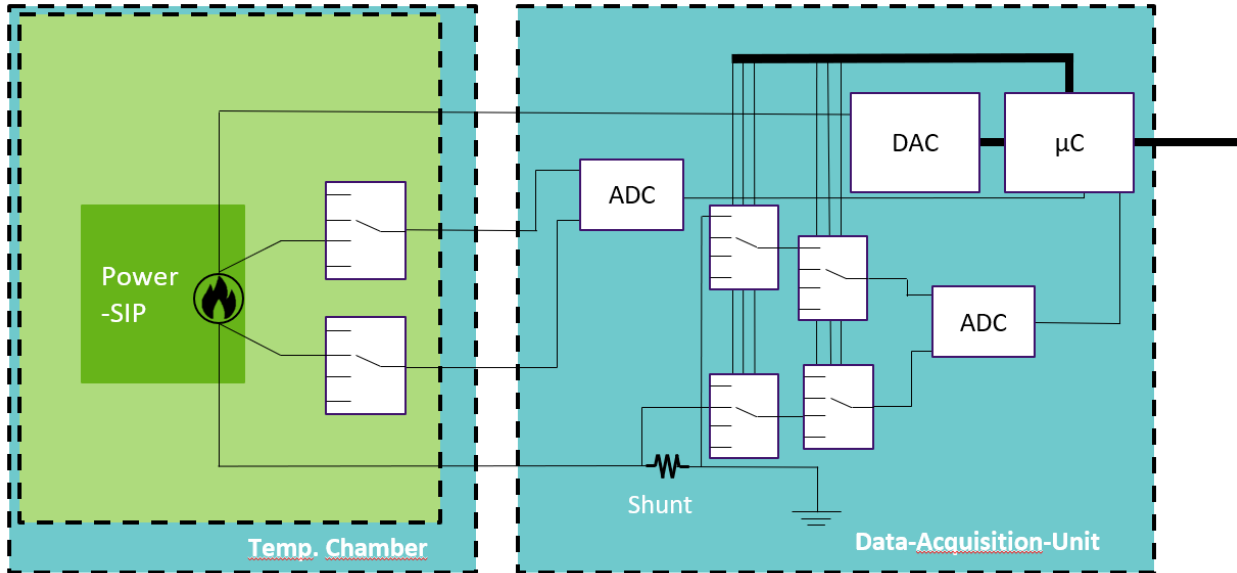 DAC
µC
ADC
Power
-SIP
ADC
Shunt
Temp. Chamber
Data-Acquisition-Unit